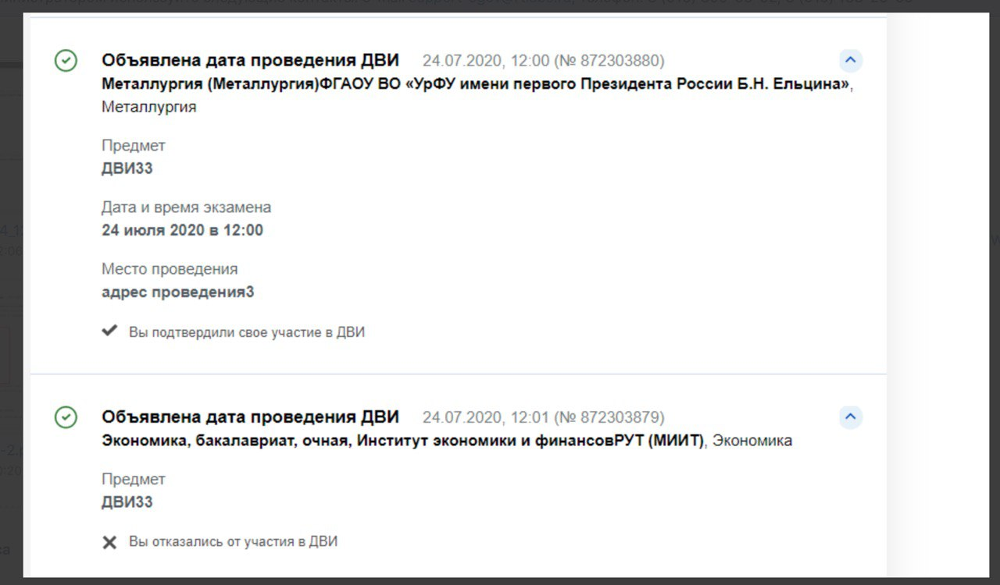 Объявлена дата проведения ДВИ 24.07.2020, 12:00 (№ 872303880)
Металлургия (Металлургия)ФГАОУ ВО «УрФУ имени первого Президента России Б.Н. Ельцина»,
Металлургия
Предмет
ДВИ33
Дата и время экзамена
24 июля 2020 в 12:00
Место проведения
адрес проведения3
Вы подтвердили свое участие в ДВИ
Объявлена дата проведения ДВИ 24.07.2020, 12:01 (№ 872303879)
Экономика, бакалавриат, очная, Институт экономики и финансовРУТ (МИИТ), Экономика
Предмет
ДВИ33
Вы отказались от участия в ДВИ